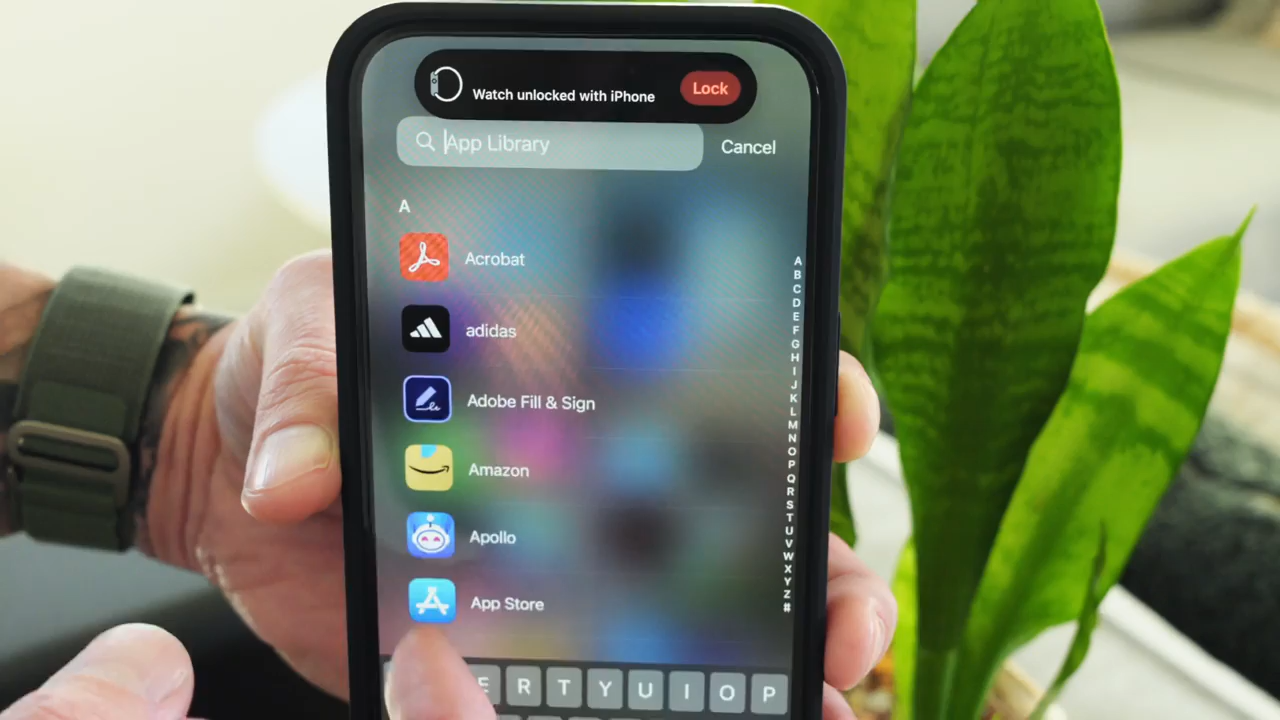 Watch unlocked with iPhone
Lock
App Library
Cancel
A
Acrobat
adidas
Adobe Fill & Sign
Amazon
Apollo
App Store
A
B
C
D
E
F
G
H
I
J
K
L
M
N
O
P
Q
R
S
T
U
V
W
X
Y
Z
#
E R T Y U I O P